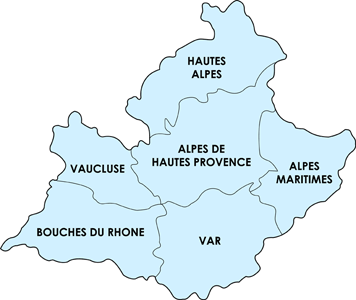 HAUTES
ALPES
ALPES DE
HAUTES PROVENCE
VAUCLUSE
ALPES
MARITIMES
BOUCHES DU RHONE
VAR